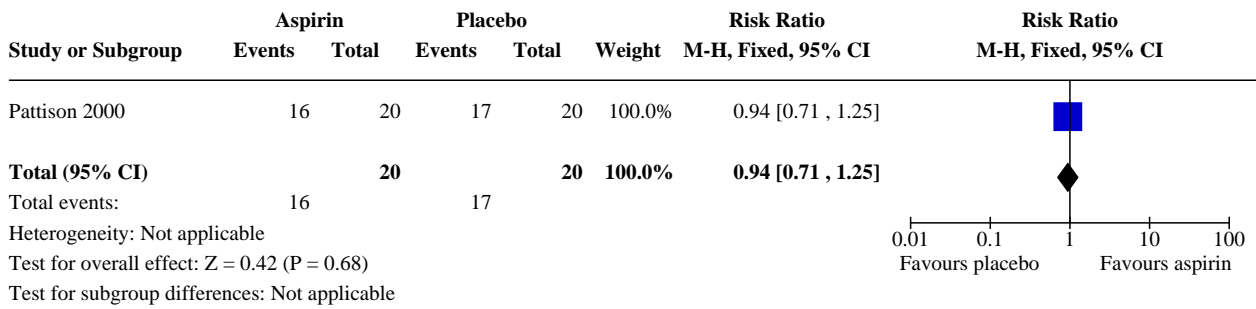 Aspirin Placebo Risk Ratio Risk Ratio
Study or Subgroup Events Total Events Total Weight M-H, Fixed, 95% CI M-H, Fixed, 95% CI
Pattison 2000 16 20 17 20 100.0% 0.94 [0.71 , 1.25]
Total (95% CI) 20 20 100.0% 0.94 [0.71 , 1.25]
Total events: 16 17
Heterogeneity: Not applicable
0.01 0.1 1 10 100
Test for overall effect: Z = 0.42 (P = 0.68) Favours placebo Favours aspirin
Test for subgroup differences: Not applicable